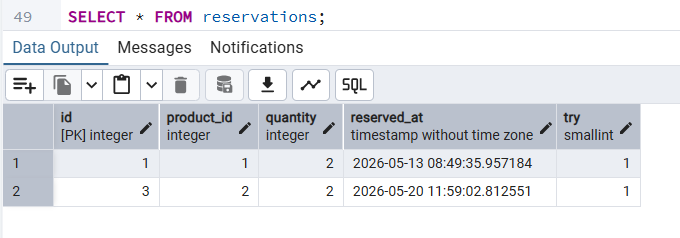 49 SELECT * FROM reservations;
Data Output Messages Notifications
SQL
id product_id quantity reserved_at try
[PK] integer integer integer timestamp without time zone smallint
1 1 1 2 2026-05-13 08:49:35.957184 1
2 3 2 2 2026-05-20 11:59:02.812551 1